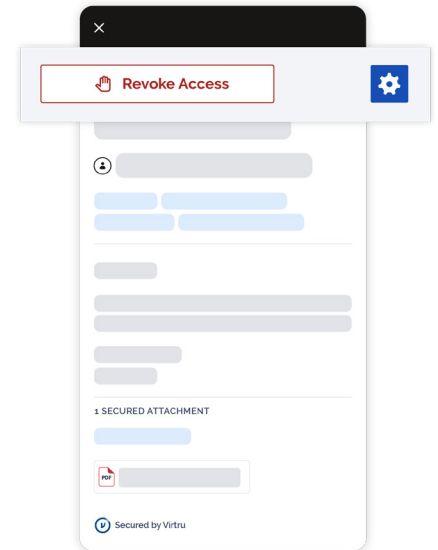 Revoke Access
1 SECURED ATTACHMENT
PDF
Secured by Virtru